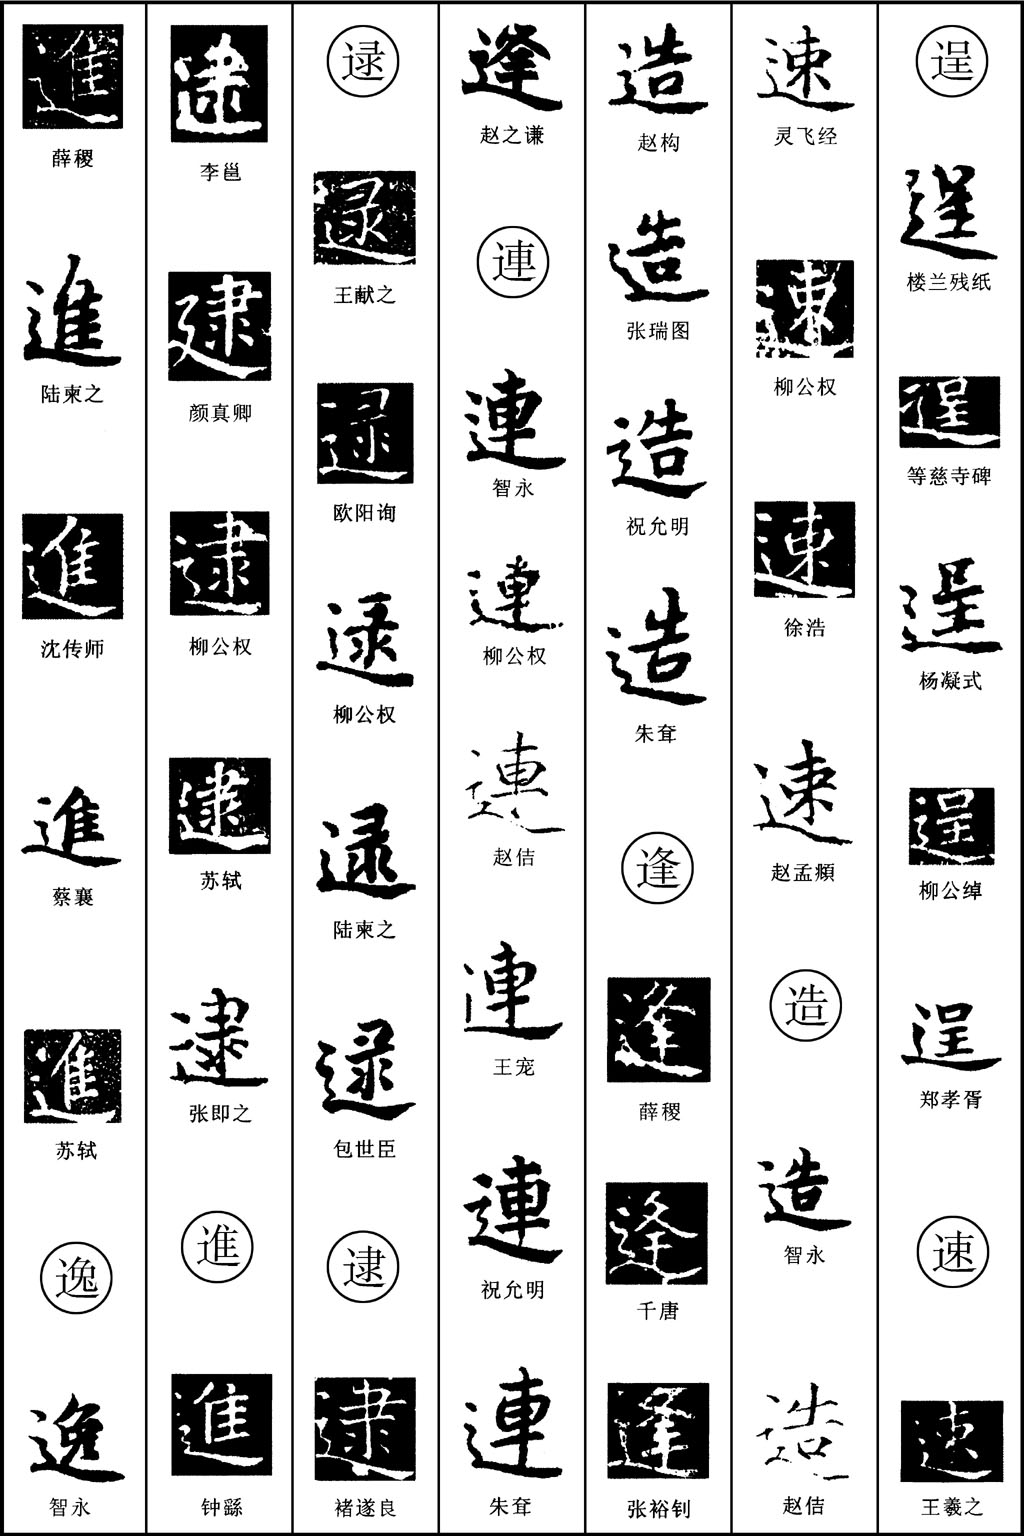 逞
逞
楼兰残纸
逞
等慈寺碑
逞
杨凝式
逞
柳公绰
逞
郑孝胥
速
速
王羲之
速
灵飞经
速
柳公权
速
徐浩
速
赵孟頫
造
造
智永
造
赵佶
造
赵构
造
张瑞图
造
祝允明
造
朱耷
逢
逢
薛稷
逢
千唐
逢
张裕钊
逢
赵之谦
連
連
智永
連
柳公权
連
赵佶
連
王宠
連
祝允明
連
朱耷
逯
逯
王献之
逯
欧阳询
逯
柳公权
逯
陆柬之
逯
包世臣
逮
逮
褚遂良
逮
李邕
逮
颜真卿
逮
柳公权
逮
苏轼
逮
张即之
進
進
钟繇
進
薛稷
進
陆柬之
進
沈传师
進
蔡襄
進
苏轼
逸
逸
智永